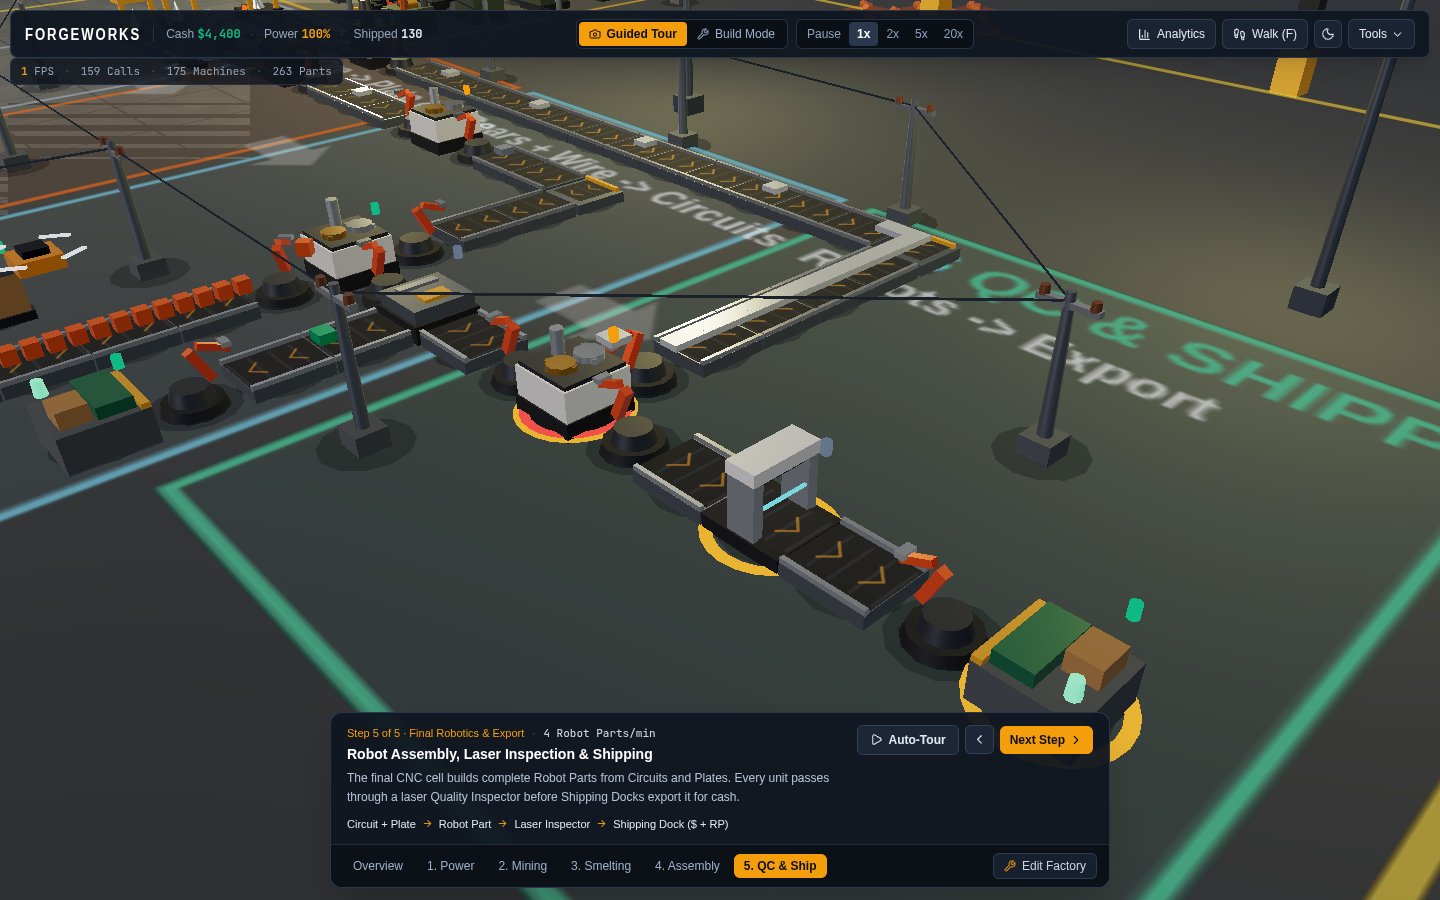 FORGEWORKS
Cash $4,400 · Power 100% · Shipped 130
Guided Tour
Build Mode
Pause 1x 2x 5x 20x
Analytics
Walk (F)
Tools
1 FPS · 159 Calls · 175 Machines · 263 Parts
ears + Wire -> Circuits
QC & SHIPP
ots -> Export
Step 5 of 5 · Final Robotics & Export · 4 Robot Parts/min
Auto-Tour
Next Step
Robot Assembly, Laser Inspection & Shipping
The final CNC cell builds complete Robot Parts from Circuits and Plates. Every unit passes
through a laser Quality Inspector before Shipping Docks export it for cash.
Circuit + Plate → Robot Part → Laser Inspector → Shipping Dock ($ + RP)
Overview 1. Power 2. Mining 3. Smelting 4. Assembly 5. QC & Ship
Edit Factory